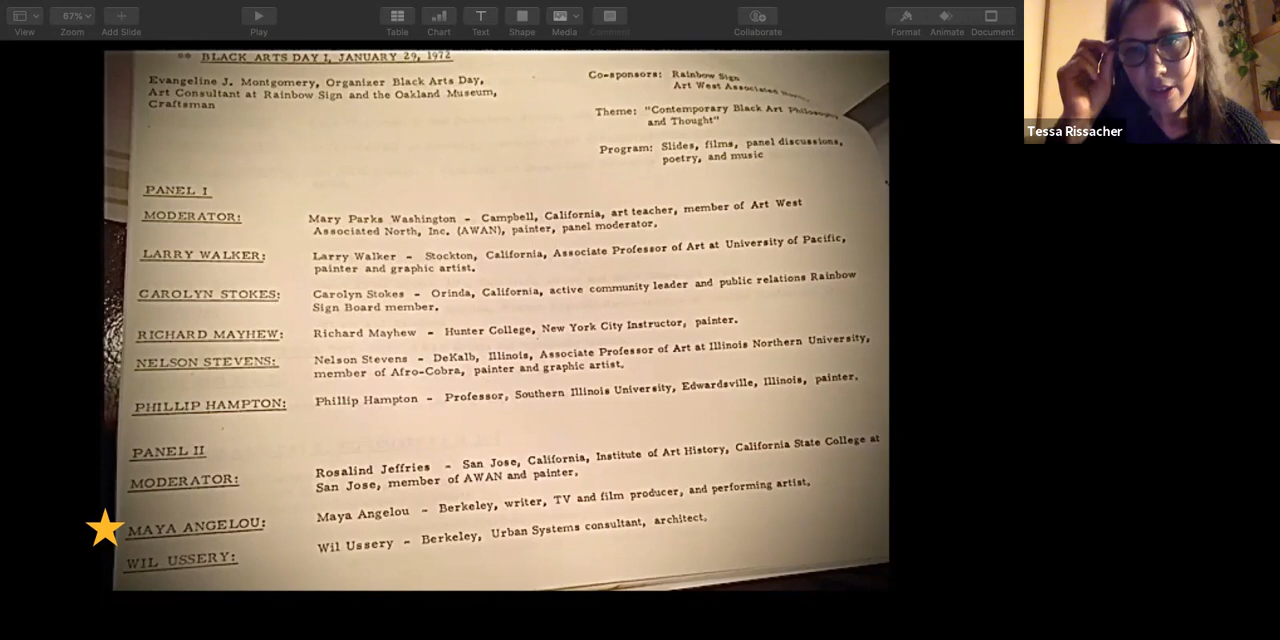 View
Zoom
Add Slide
Play
Table
Chart
Text
Shape
Media
Comment
Collaborate
Format
Animate
Document
67%
Tessa Rissacher
BLACK ARTS DAY I, JANUARY 29, 1972
Evangeline J. Montgomery, Organizer Black Arts Day,
Art Consultant at Rainbow Sign and the Oakland Museum,
Craftsman
Co-sponsors: Rainbow Sign
Art West Associated
Theme: "Contemporary Black Art Philosophy
and Thought"
Program: Slides, films, panel discussions,
poetry, and music
PANEL I
MODERATOR: Mary Parks Washington - Campbell, California, art teacher, member of Art West
Associated North, Inc. (AWAN), painter, panel moderator.
LARRY WALKER: Larry Walker - Stockton, California, Associate Professor of Art at University of Pacific,
painter and graphic artist.
CAROLYN STOKES: Carolyn Stokes - Orinda, California, active community leader and public relations Rainbow
Sign Board member.
RICHARD MAYHEW: Richard Mayhew - Hunter College, New York City Instructor, painter.
NELSON STEVENS: Nelson Stevens - DeKalb, Illinois, Associate Professor of Art at Illinois Northern University,
member of Afro-Cobra, painter and graphic artist.
PHILLIP HAMPTON: Phillip Hampton - Professor, Southern Illinois University, Edwardsville, Illinois, painter.
PANEL II
MODERATOR: Rosalind Jeffries - San Jose, California, Institute of Art History, California State College at
San Jose, member of AWAN and painter.
MAYA ANGELOU: Maya Angelou - Berkeley, writer, TV and film producer, and performing artist.
WIL USSERY: Wil Ussery - Berkeley, Urban Systems consultant, architect.